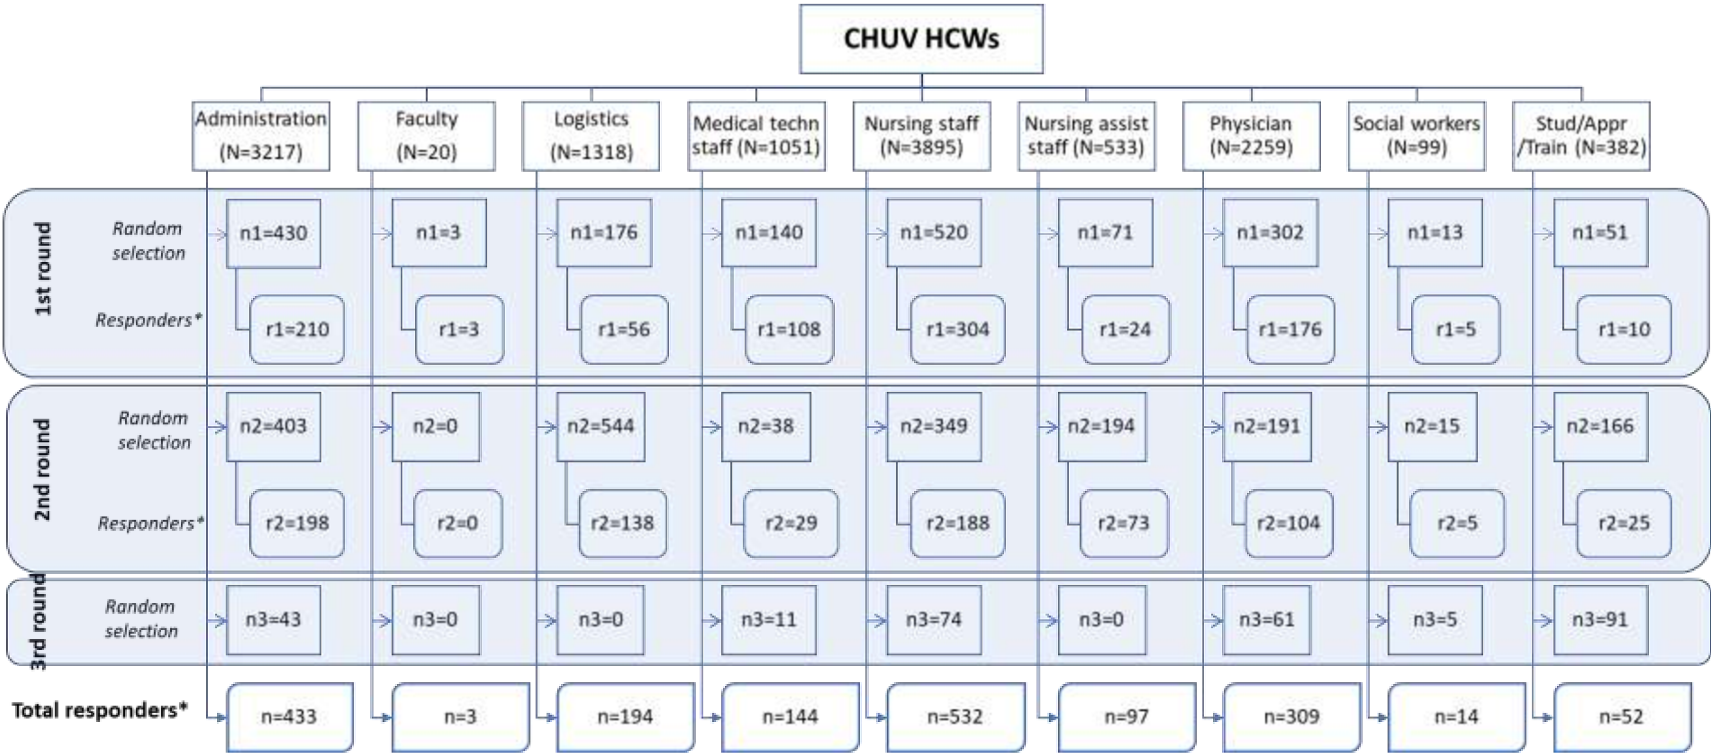 CHUV HCWs
Administration
(N=3217)
Faculty
(N=20)
Logistics
(N=1318)
Medical techn
staff (N=1051)
Nursing staff
(N=3895)
Nursing assist
staff (N=533)
Physician
(N=2259)
Social workers
(N=99)
Stud/Appr
/Train (N=382)
1st round
Random
selection
n1=430
n1=3
n1=176
n1=140
n1=520
n1=71
n1=302
n1=13
n1=51
Responders*
r1=210
r1=3
r1=56
r1=108
r1=304
r1=24
r1=176
r1=5
r1=10
2nd round
Random
selection
n2=403
n2=0
n2=544
n2=38
n2=349
n2=194
n2=191
n2=15
n2=166
Responders*
r2=198
r2=0
r2=138
r2=29
r2=188
r2=73
r2=104
r2=5
r2=25
3rd round
Random
selection
n3=43
n3=0
n3=0
n3=11
n3=74
n3=0
n3=61
n3=5
n3=91
Total responders*
n=433
n=3
n=194
n=144
n=532
n=97
n=309
n=14
n=52